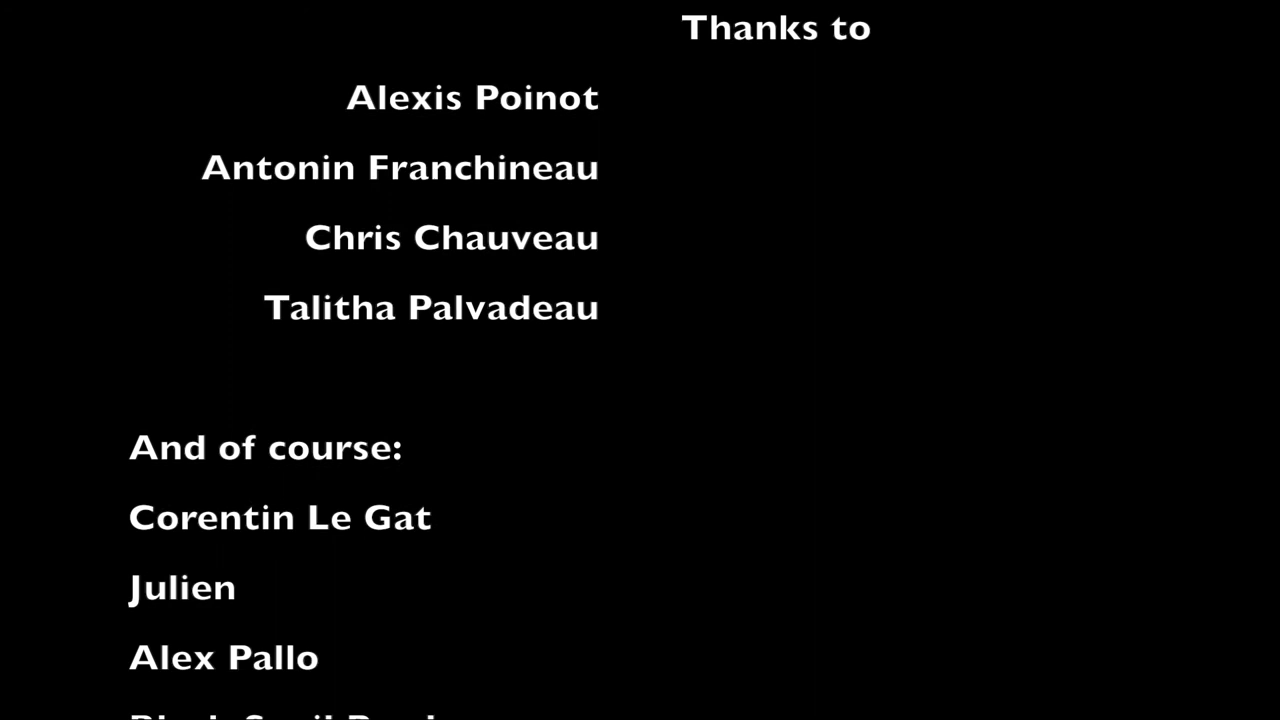 Thanks to
Alexis Poinot
Antonin Franchineau
Chris Chauveau
Talitha Palvadeau
And of course:
Corentin Le Gat
Julien
Alex Pallo